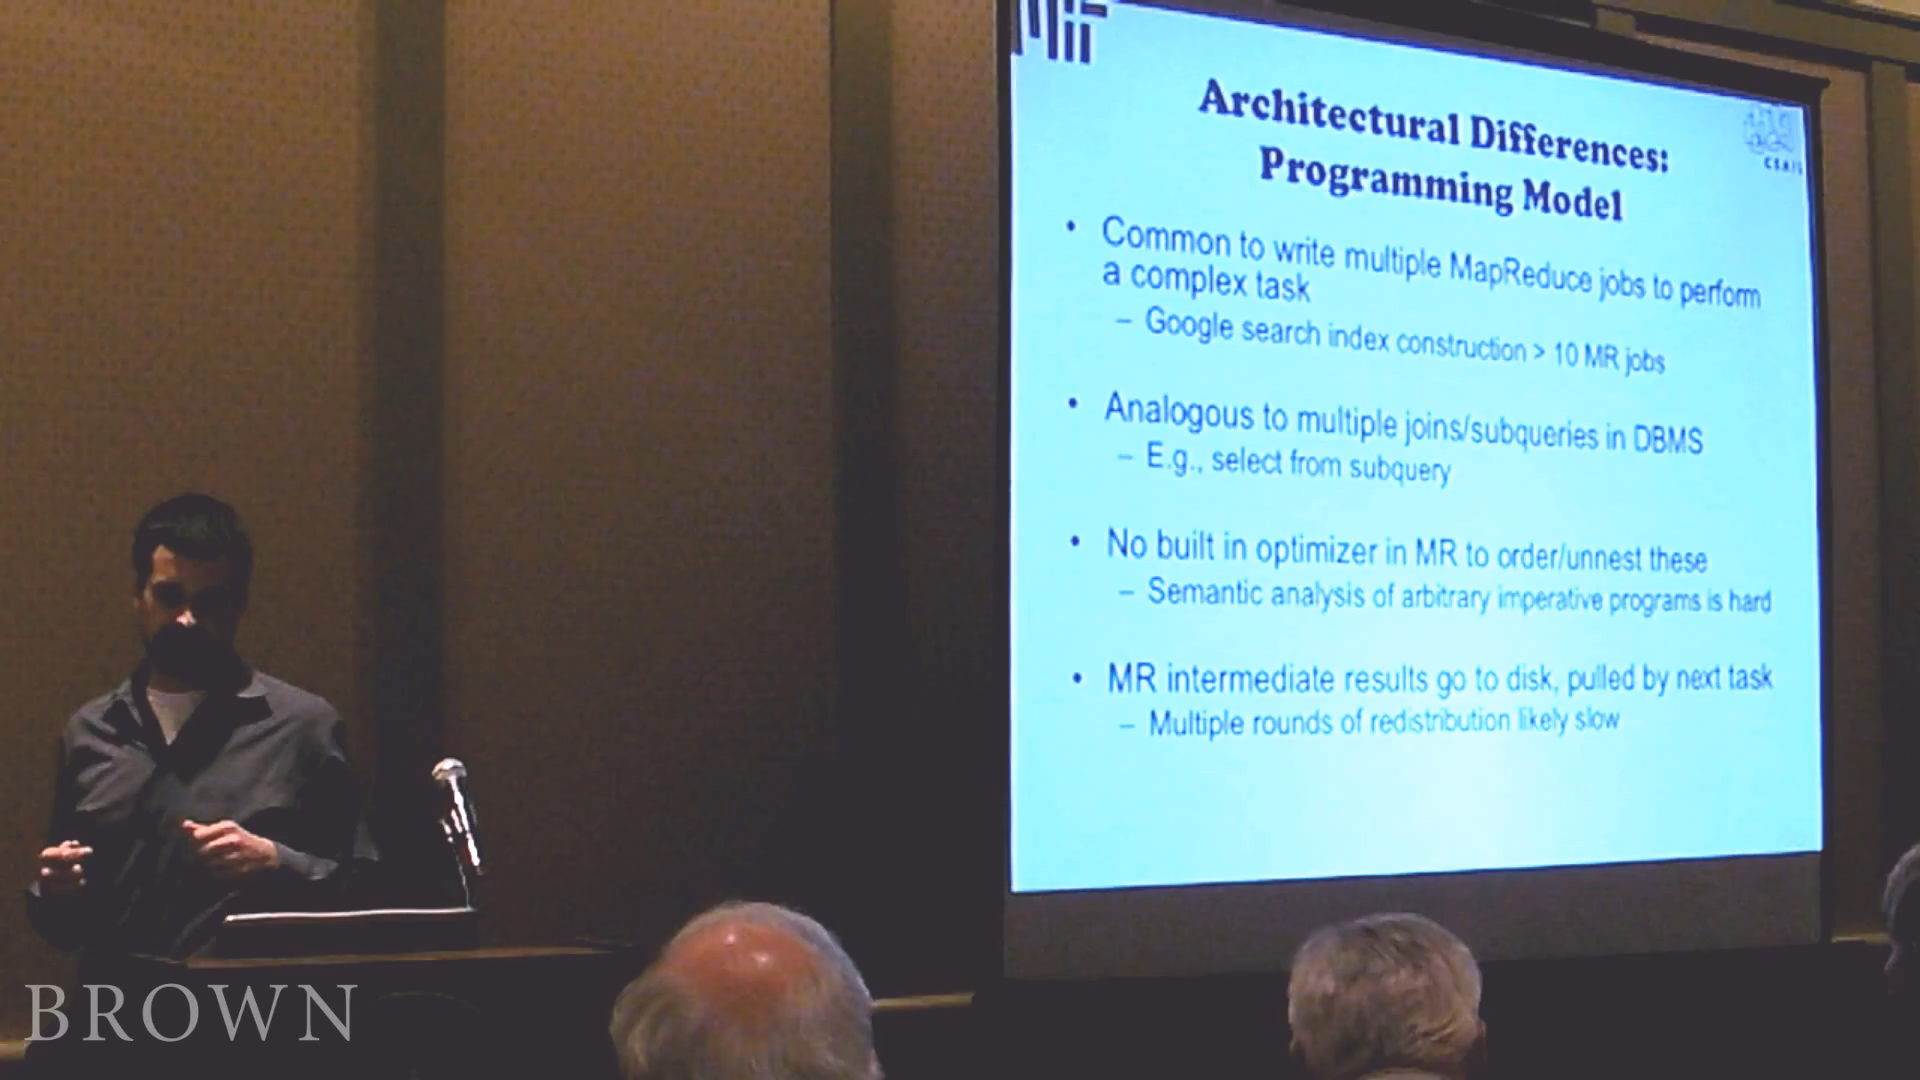 MIT
Architectural Differences:
Programming Model
CSAIL
• Common to write multiple MapReduce jobs to perform
a complex task
– Google search index construction > 10 MR jobs
• Analogous to multiple joins/subqueries in DBMS
– E.g., select from subquery
• No built in optimizer in MR to order/unnest these
– Semantic analysis of arbitrary imperative programs is hard
• MR intermediate results go to disk, pulled by next task
– Multiple rounds of redistribution likely slow
BROWN